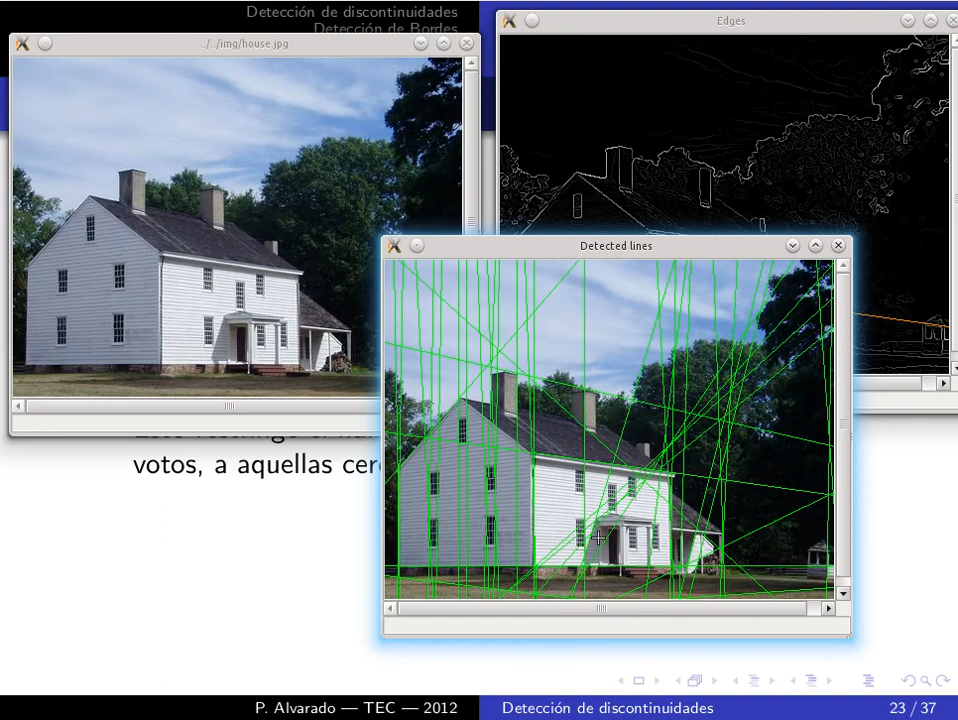 Detección de discontinuidades
Detección de Bordes
../../img/house.jpg
Edges
Detected lines
votos, a aquellas cerc
P. Alvarado — TEC — 2012
Detección de discontinuidades
23 / 37